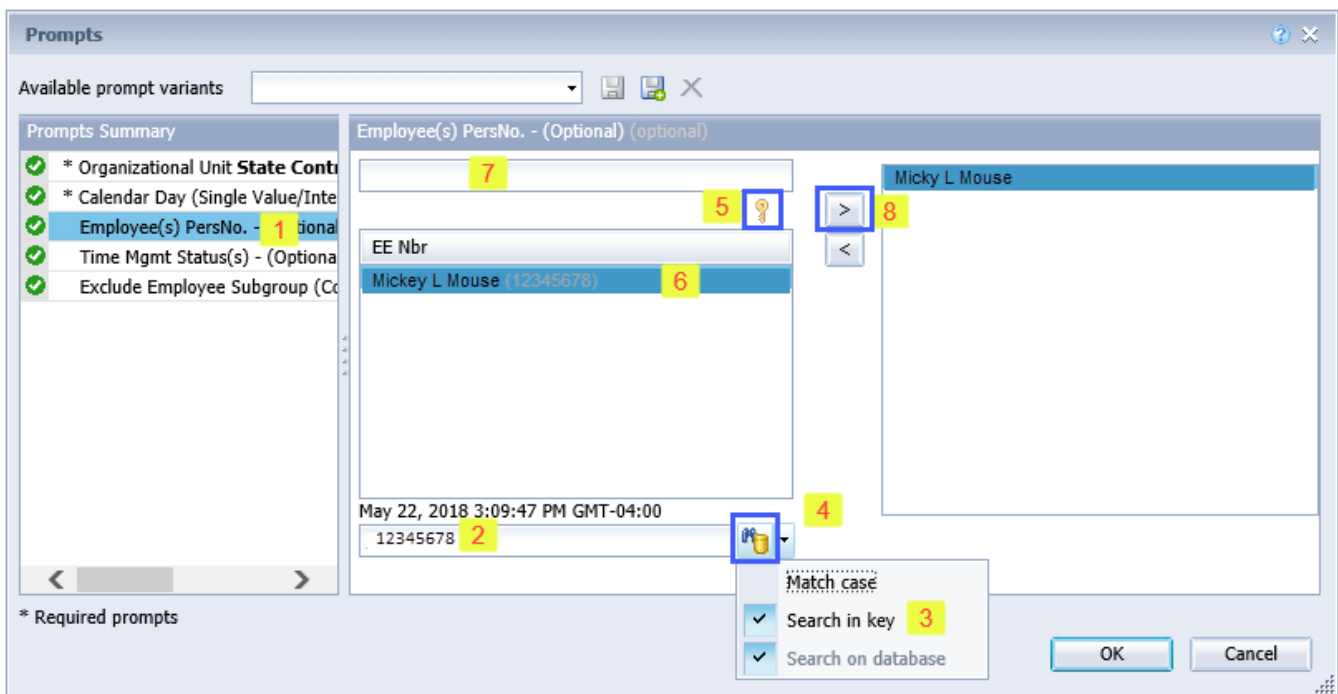 Prompts
Available prompt variants
Prompts Summary
* Organizational Unit State Conti
* Calendar Day (Single Value/Inte
Employee(s) PersNo. - 1 tional
Time Mgmt Status(s) - (Optiona
Exclude Employee Subgroup (Co
* Required prompts
Employee(s) PersNo. - (Optional) (optional)
7
5
EE Nbr
Mickey L Mouse (12345678) 6
May 22, 2018 3:09:47 PM GMT-04:00
12345678 2
4
Match case
Search in key 3
Search on database
> 8
<
Micky L Mouse
OK
Cancel